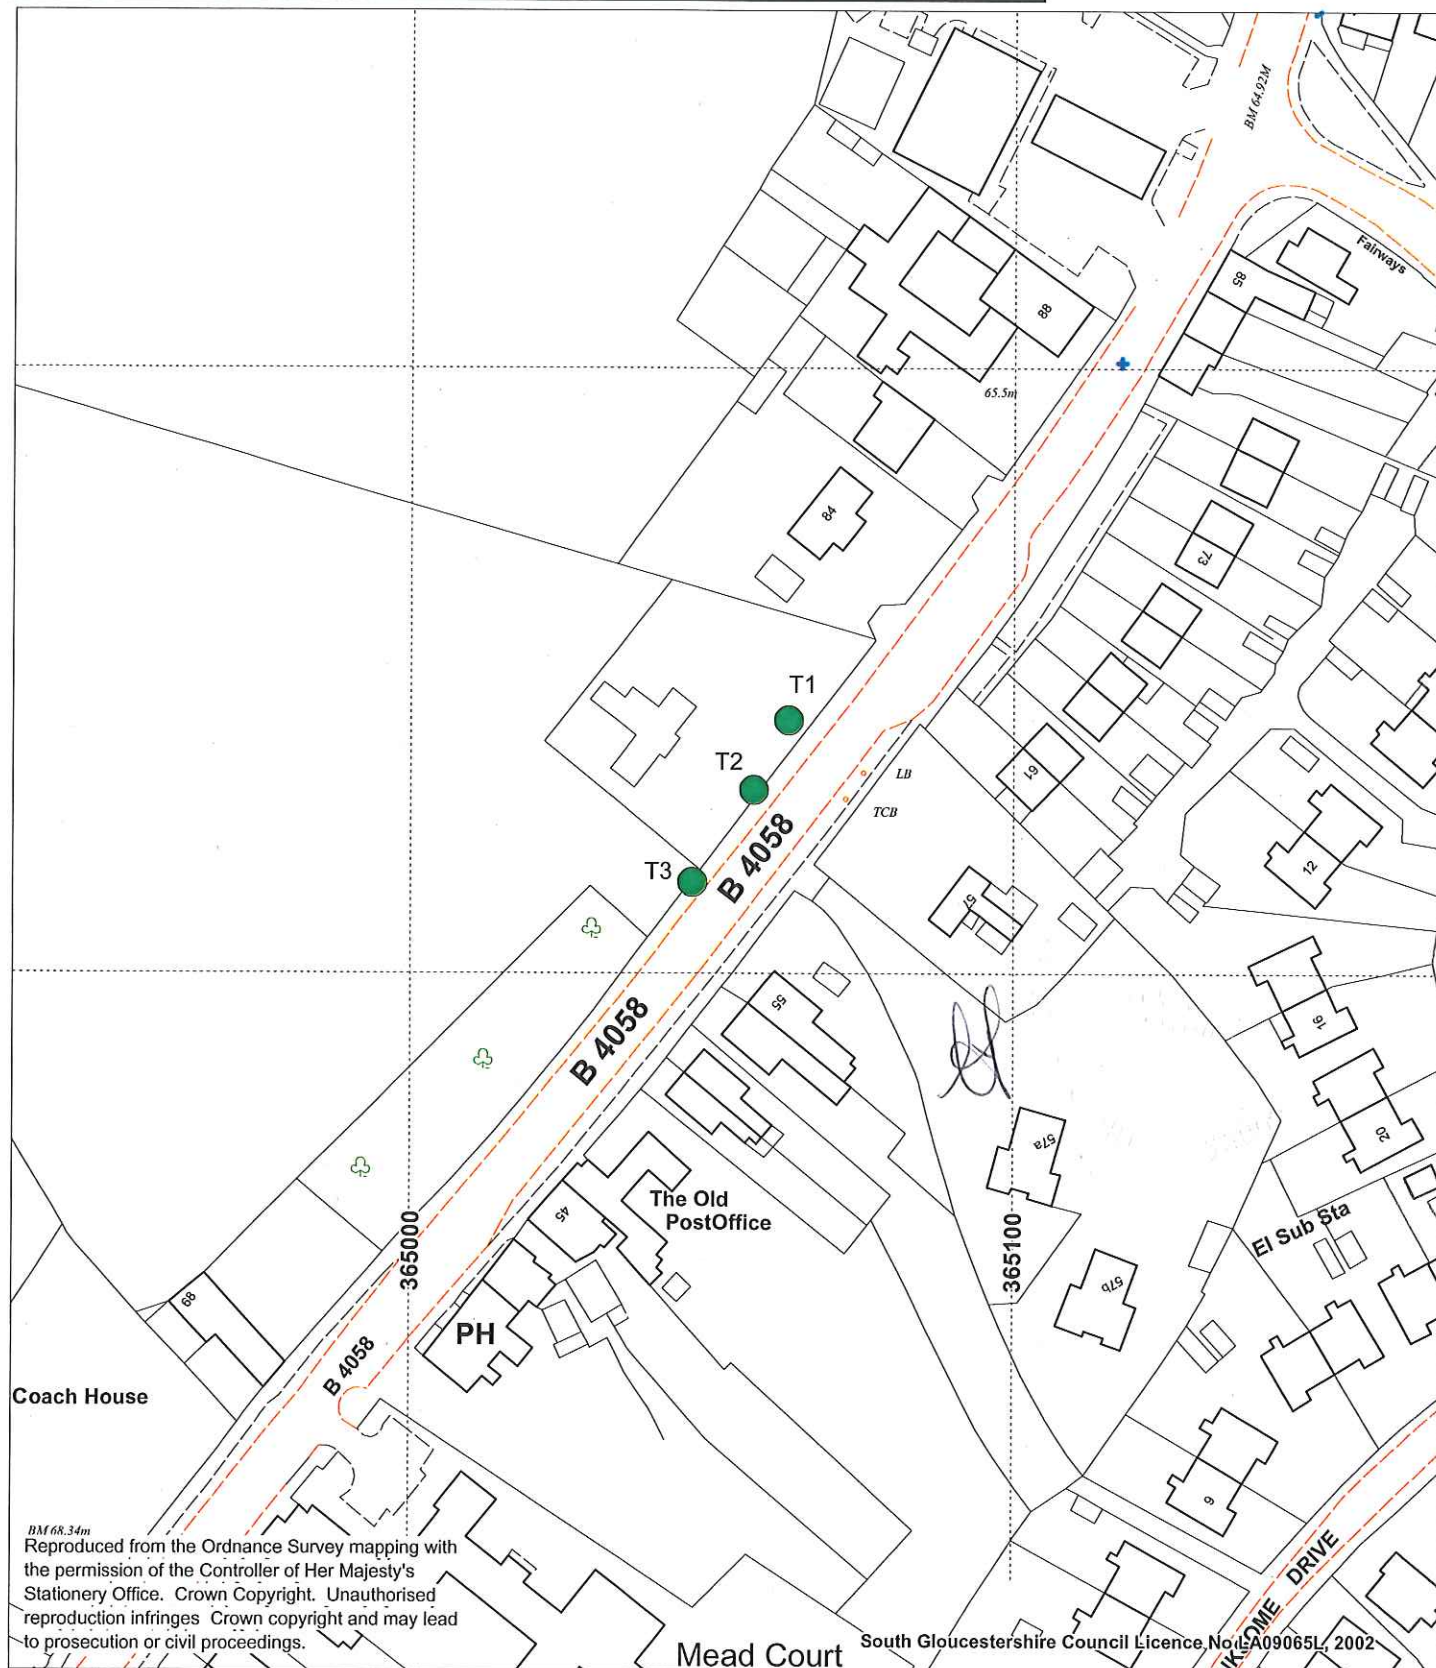 BM 64.92M
Fairways
85
88
65.5m
84
73
T1
T2
61
LB
TCB
B 4058
12
T3
57
55
16
B 4058
57a
20
The Old
PostOffice
45
365000
365100
El Sub Sta
57b
68
PH
B 4058
Coach House
9
BM 68.34m
Reproduced from the Ordnance Survey mapping with
the permission of the Controller of Her Majesty's
Stationery Office. Crown Copyright. Unauthorised
reproduction infringes Crown copyright and may lead
to prosecution or civil proceedings.
DRIVE
Mead Court
South Gloucestershire Council Licence No LA09065L, 2002